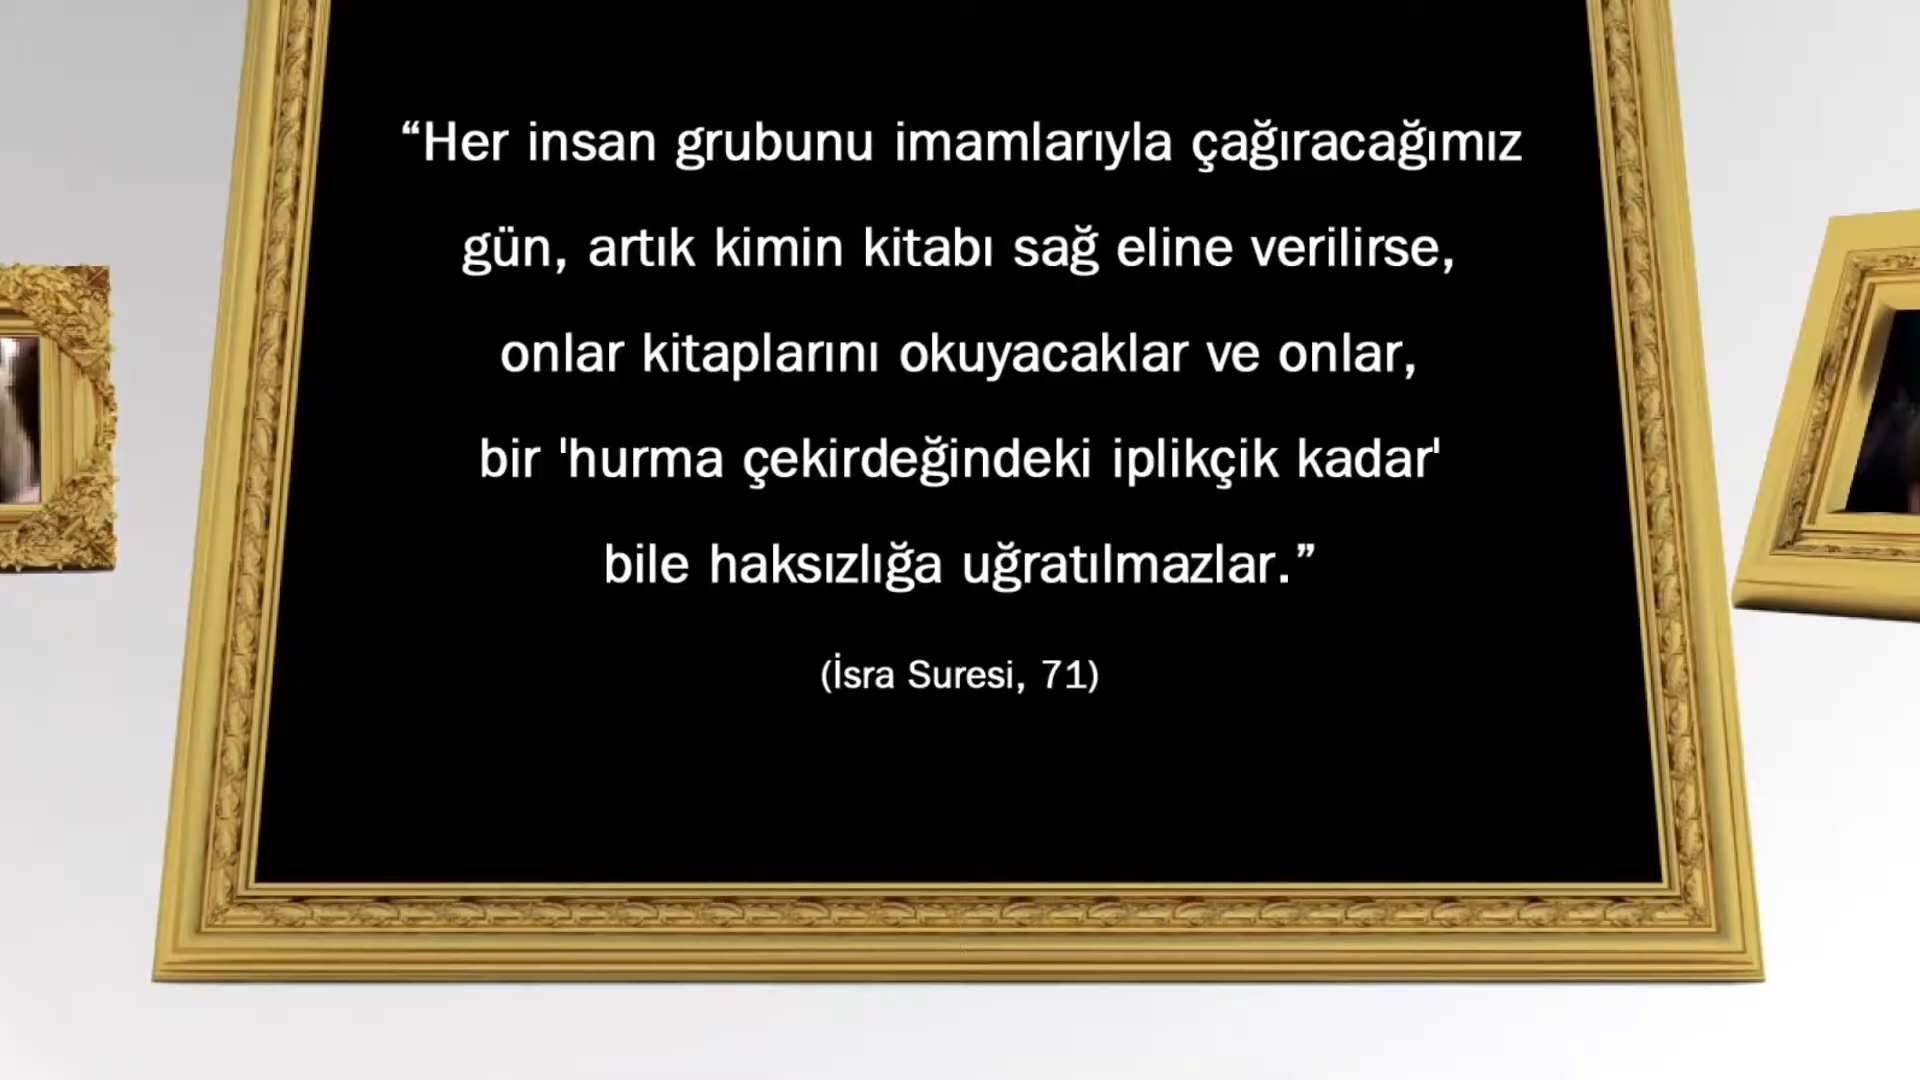 “Her insan grubunu imamlarıyla çağıracağımız
gün, artık kimin kitabı sağ eline verilirse,
onlar kitaplarını okuyacaklar ve onlar,
bir 'hurma çekirdeğindeki iplikçik kadar'
bile haksızlığa uğratılmazlar.”
(İsra Suresi, 71)